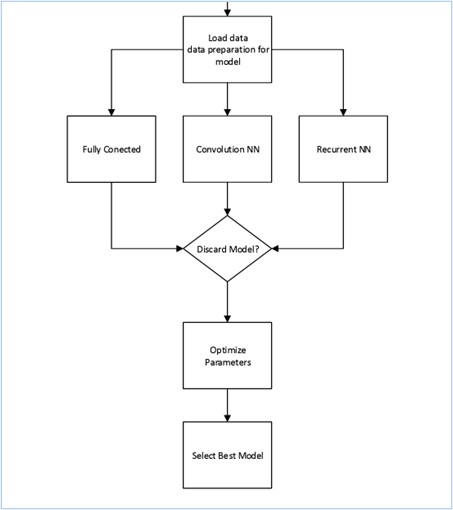 Load data
data preparation for
model
Fully Conected
Convolution NN
Recurrent NN
Discard Model?
Optimize
Parameters
Select Best Model